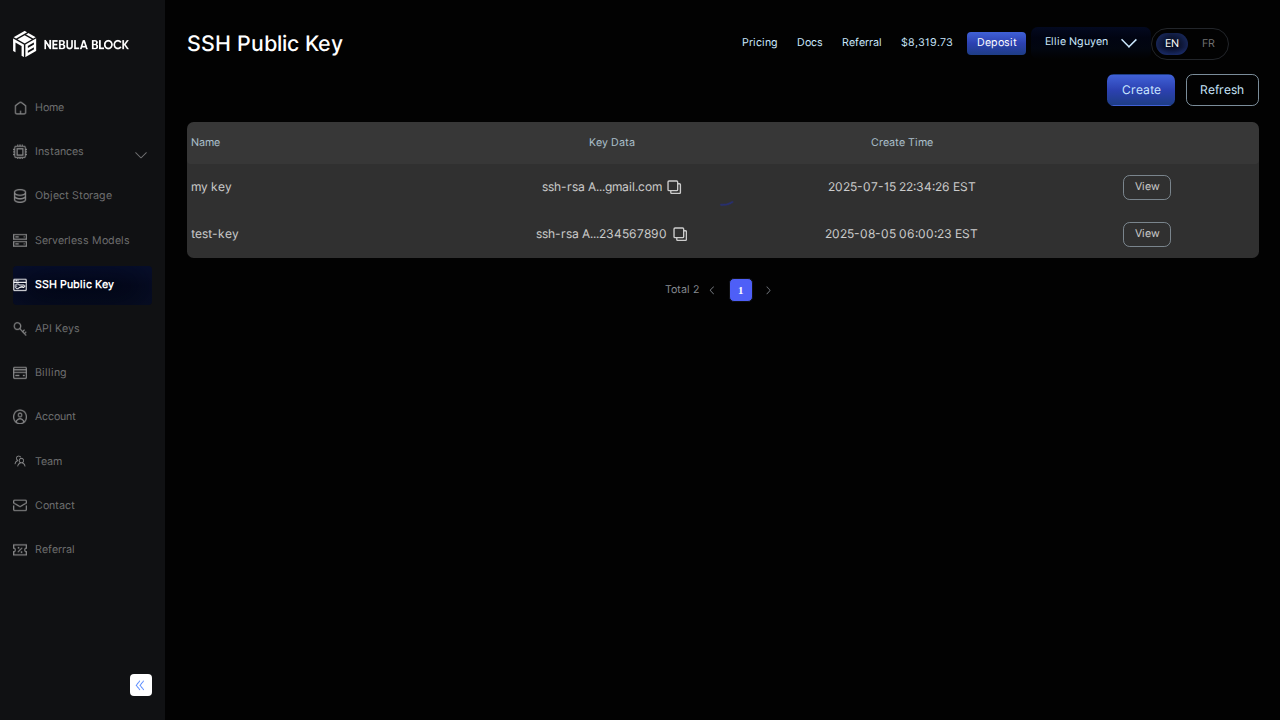 NEBULA BLOCK
SSH Public Key
Pricing
Docs
Referral
$8,319.73
Deposit
Ellie Nguyen
EN
FR
Home
Instances
Object Storage
Serverless Models
SSH Public Key
API Keys
Billing
Account
Team
Contact
Referral
Create
Refresh
Name
Key Data
Create Time
my key
ssh-rsa A...gmail.com
2025-07-15 22:34:26 EST
View
test-key
ssh-rsa A...234567890
2025-08-05 06:00:23 EST
View
Total 2
1